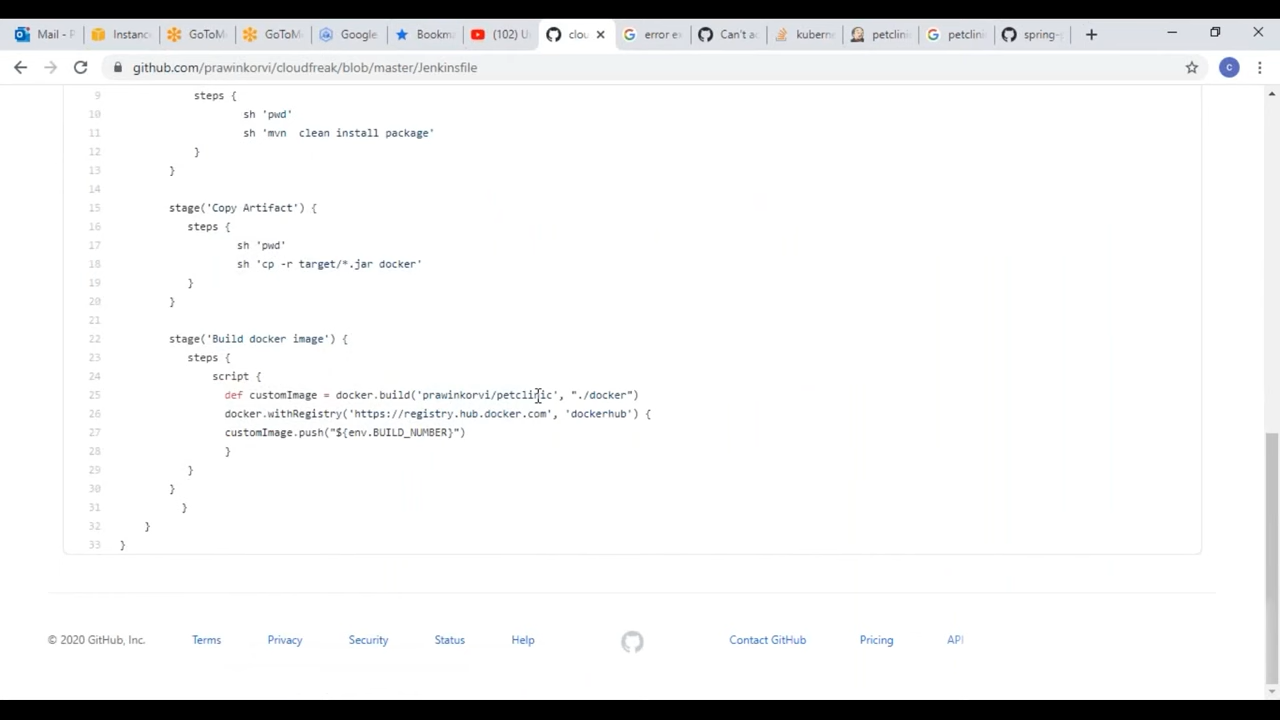 Mail - P
Instanc
GoToM
GoToM
Google
Bookm
(102) U
clou
error e
Can't a
kubern
petclini
petclin
spring-
github.com/prawinkorvi/cloudfreak/blob/master/Jenkinsfile
C
9 steps {
10 sh 'pwd'
11 sh 'mvn  clean install package'
12 }
13 }
14
15 stage('Copy Artifact') {
16 steps {
17 sh 'pwd'
18 sh 'cp -r target/*.jar docker'
19 }
20 }
21
22 stage('Build docker image') {
23 steps {
24 script {
25 def customImage = docker.build('prawinkorvi/petclinic', "./docker")
26 docker.withRegistry('https://registry.hub.docker.com', 'dockerhub') {
27 customImage.push("${env.BUILD_NUMBER}")
28 }
29 }
30 }
31 }
32 }
33 }
© 2020 GitHub, Inc. Terms Privacy Security Status Help Contact GitHub Pricing API